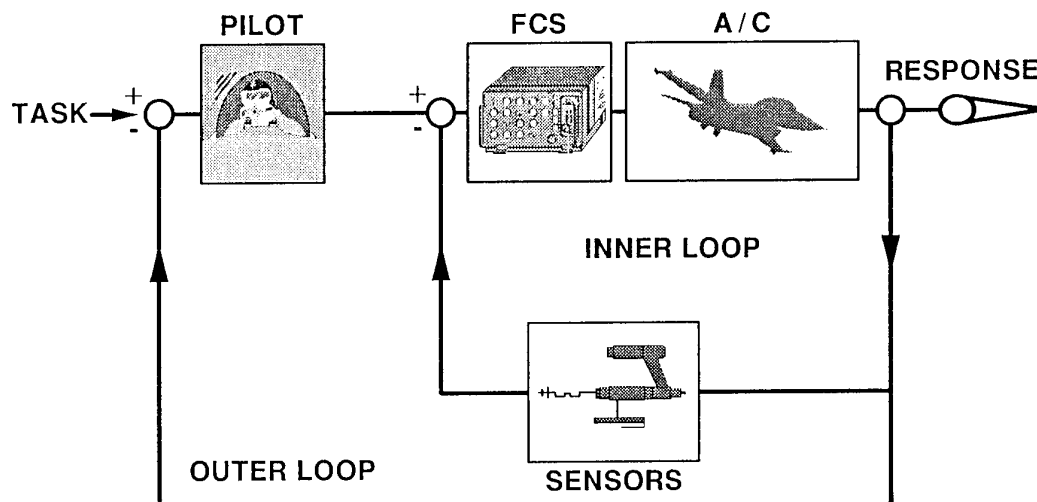 PILOT
FCS
A/C
RESPONSE
TASK
+
-
+
-
INNER LOOP
OUTER LOOP
SENSORS